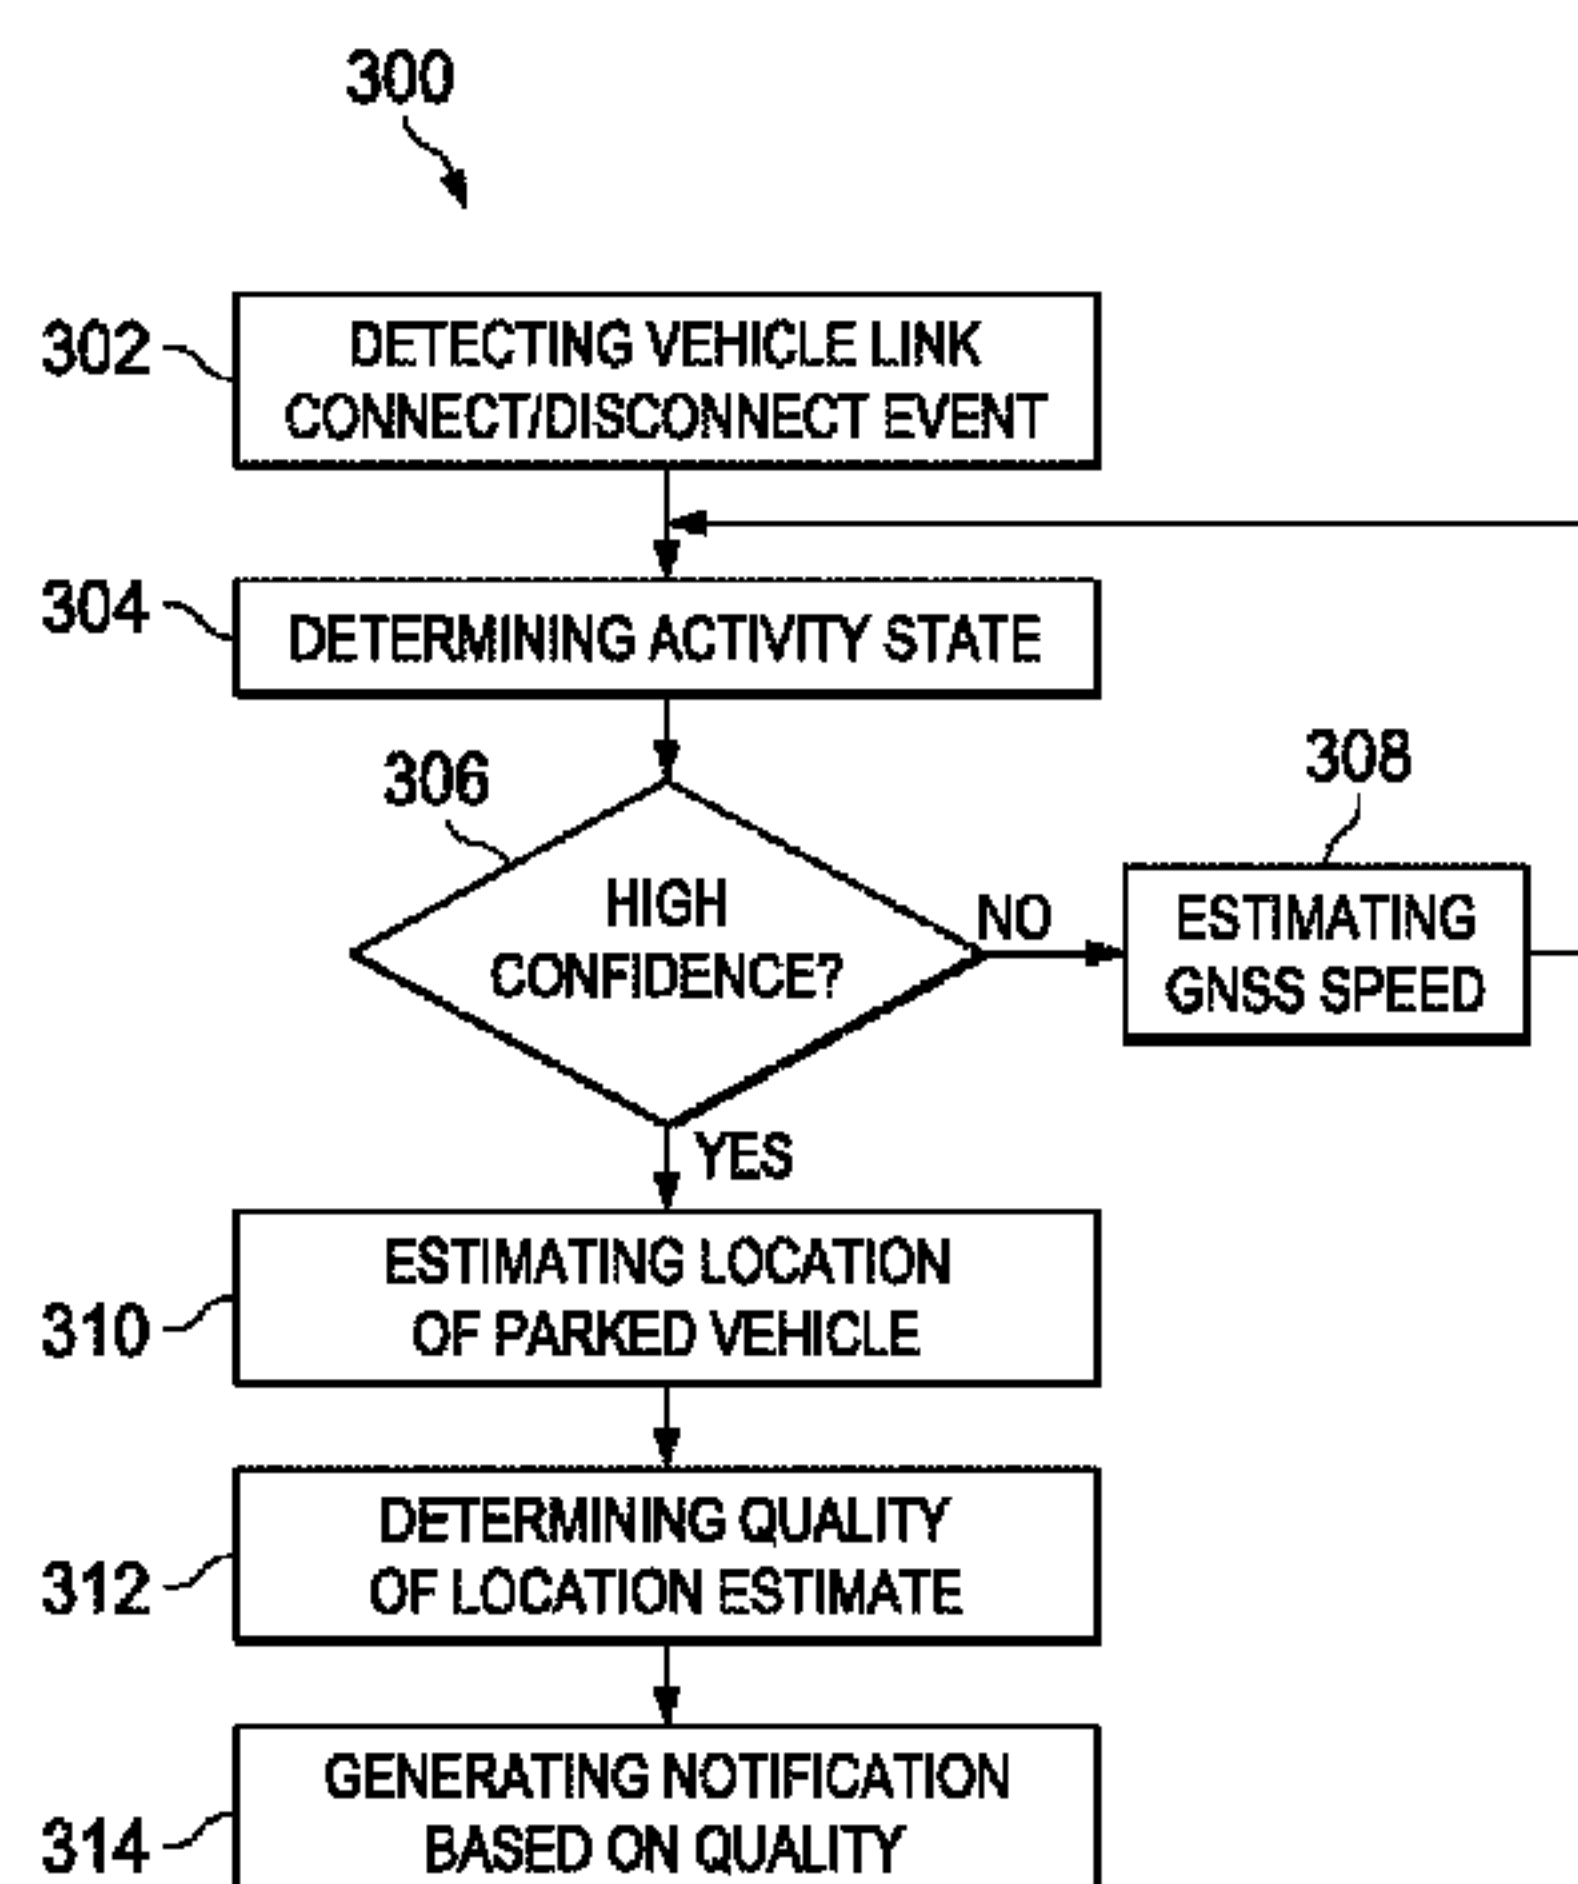 300
302
DETECTING VEHICLE LINK
CONNECT/DISCONNECT EVENT
304
DETERMINING ACTIVITY STATE
306
HIGH
CONFIDENCE?
NO
308
ESTIMATING
GNSS SPEED
YES
310
ESTIMATING LOCATION
OF PARKED VEHICLE
312
DETERMINING QUALITY
OF LOCATION ESTIMATE
314
GENERATING NOTIFICATION
BASED ON QUALITY